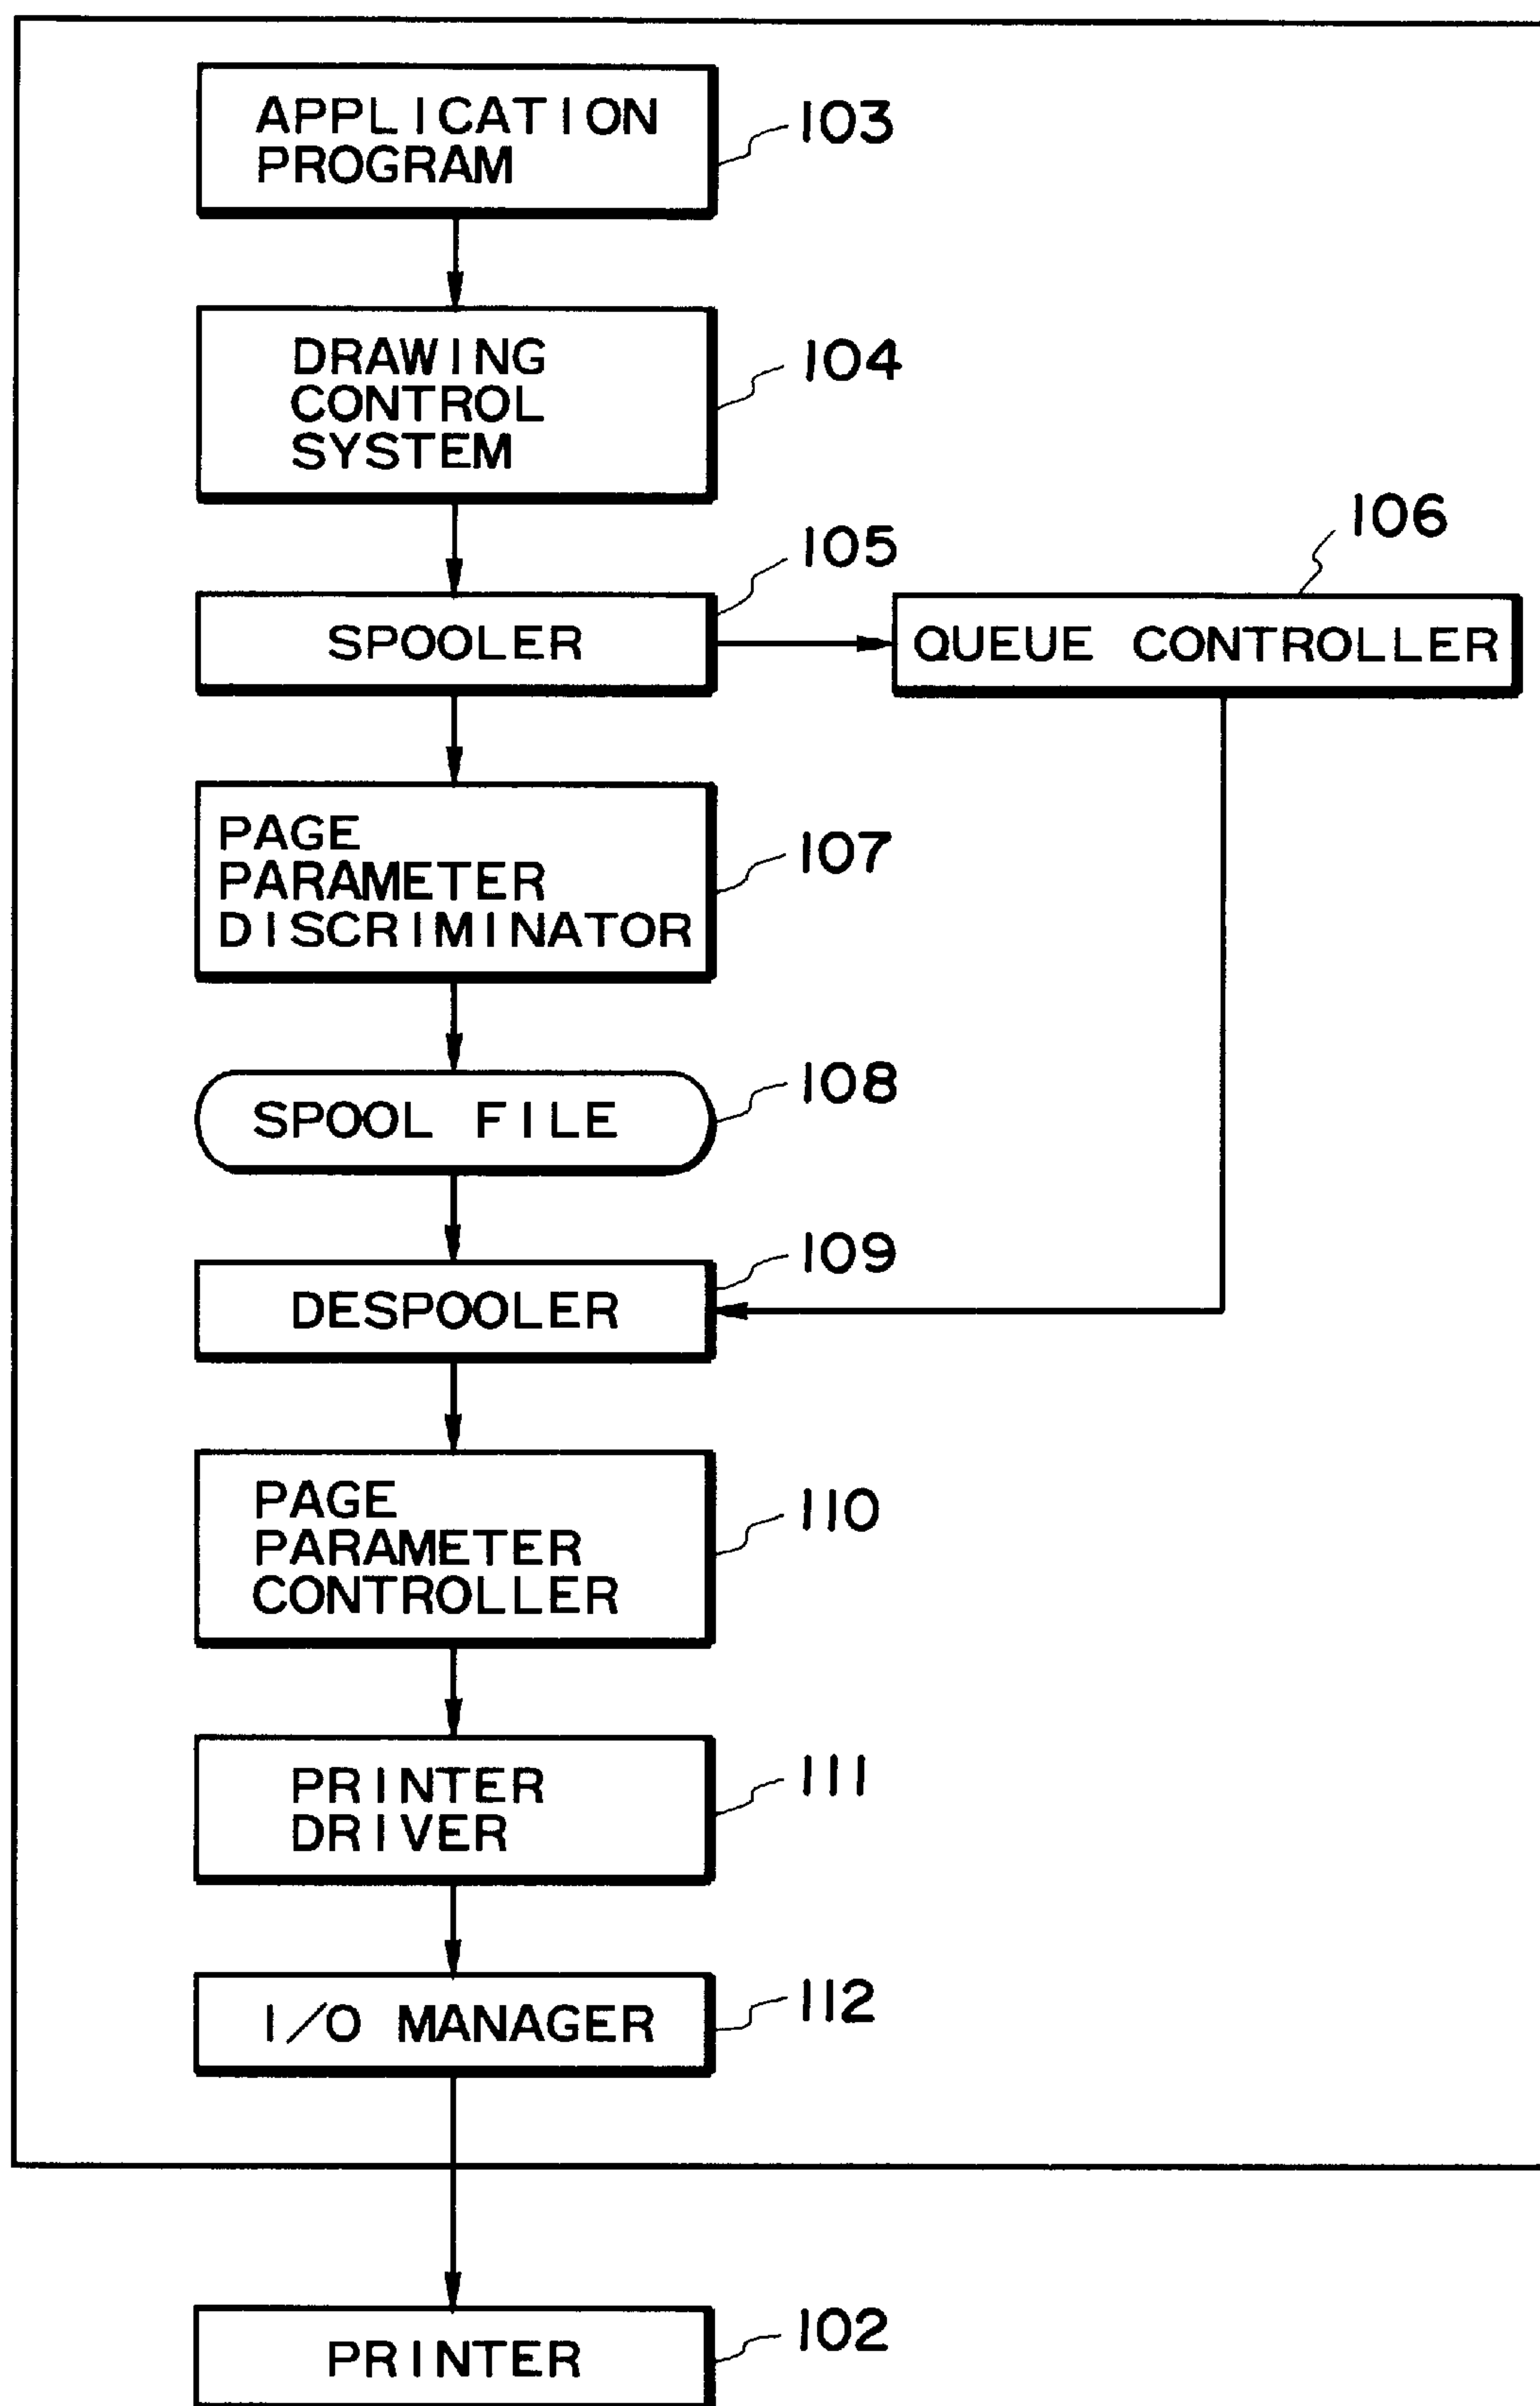 APPLICATION
PROGRAM
103
DRAWING
CONTROL
SYSTEM
104
105
106
SPOOLER
QUEUE CONTROLLER
PAGE
PARAMETER
DISCRIMINATOR
107
SPOOL FILE
108
109
DESPOOLER
PAGE
PARAMETER
CONTROLLER
110
PRINTER
DRIVER
111
I/O MANAGER
112
PRINTER
102